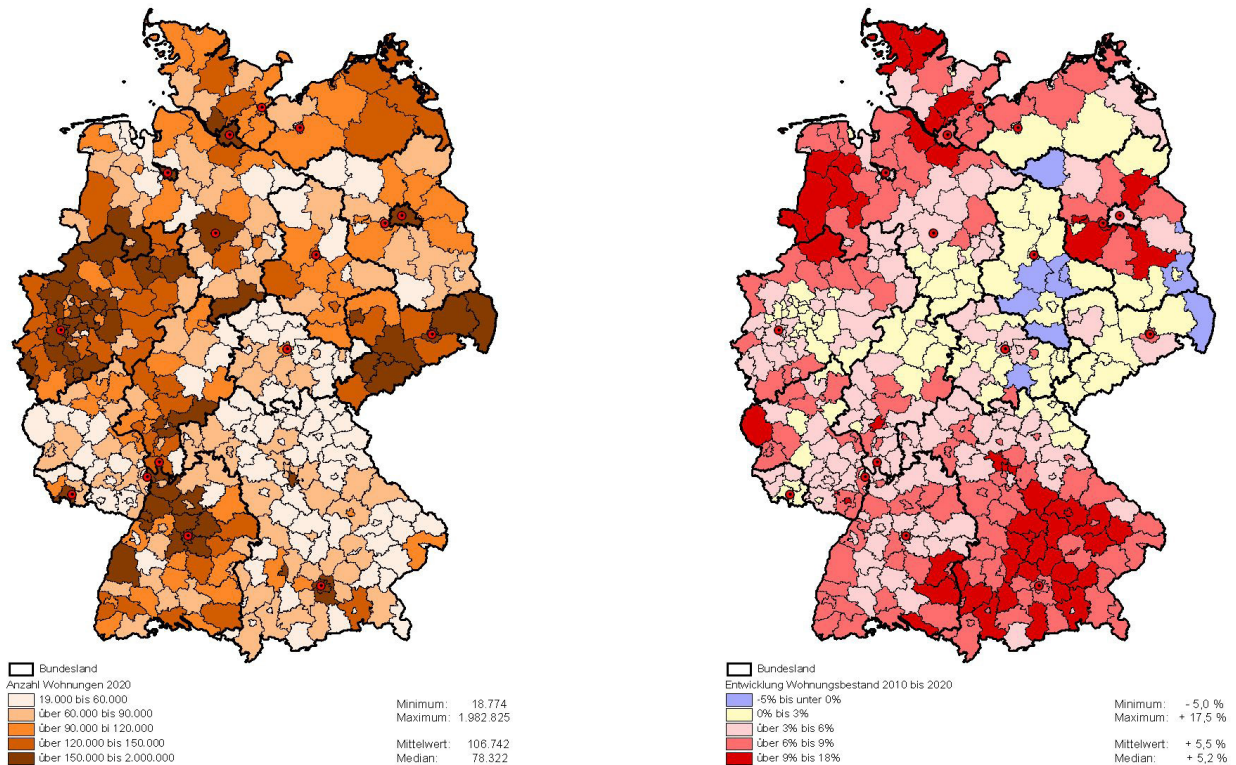 Bundesland
Anzahl Wohnungen 2020
19.000 bis 60.000
über 60.000 bis 90.000
über 90.000 bi 120.000
über 120.000 bis 150.000
über 150.000 bis 2.000.000
Minimum: 18.774
Maximum: 1.982.825
Mittelwert: 106.742
Median: 78.322
Bundesland
Entwicklung Wohnungsbestand 2010 bis 2020
-5% bis unter 0%
0% bis 3%
über 3% bis 6%
über 6% bis 9%
über 9% bis 18%
Minimum: - 5,0 %
Maximum: + 17,5 %
Mittelwert: + 5,5 %
Median: + 5,2 %